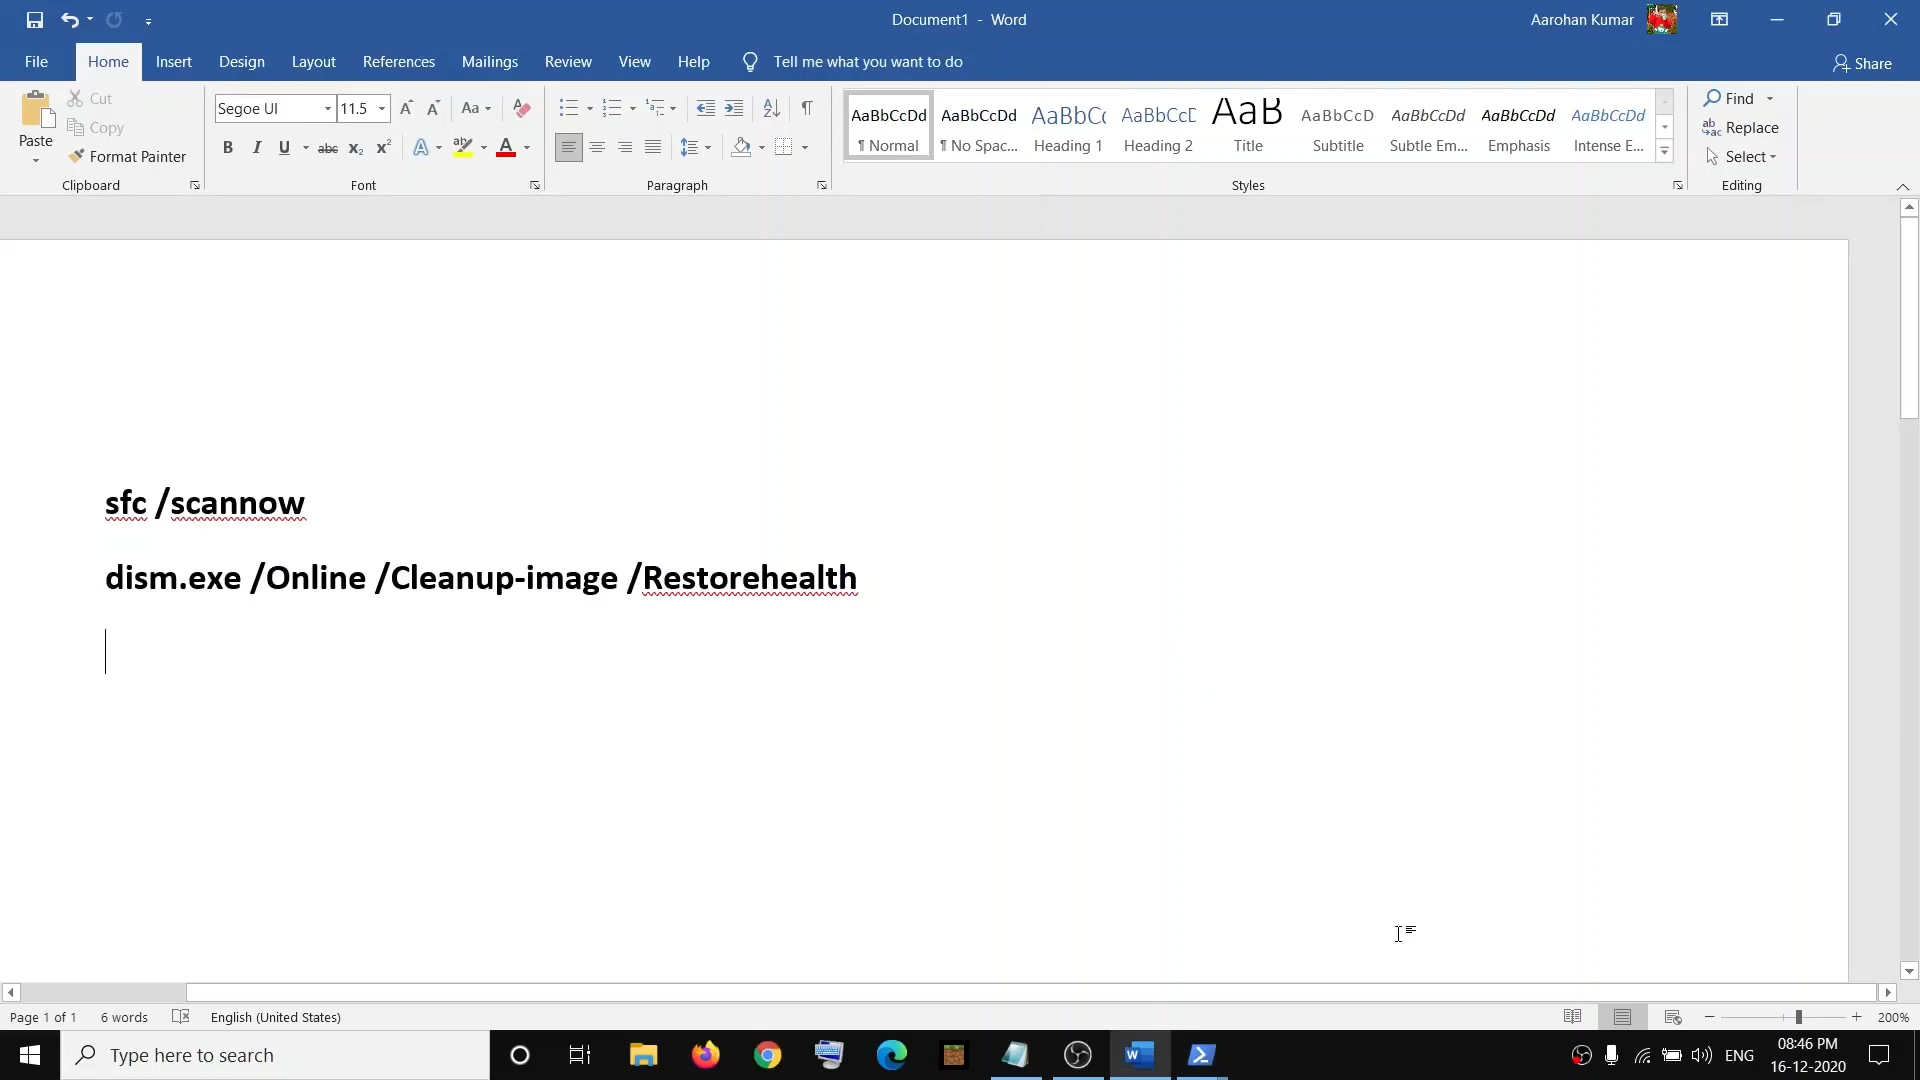 Document1 - Word
Aarohan Kumar
File Home Insert Design Layout References Mailings Review View Help Tell me what you want to do
Share
Paste
Cut
Copy
Format Painter
Clipboard
Segoe UI 11.5
Font
Paragraph
AaBbCcDd AaBbCcDd AaBbCc AaBbCcD AaB AaBbCcD AaBbCcDd AaBbCcDd AaBbCcDd
¶ Normal ¶ No Spac... Heading 1 Heading 2 Title Subtitle Subtle Em... Emphasis Intense E...
Styles
Find
Replace
Select
Editing
sfc /scannow
dism.exe /Online /Cleanup-image /Restorehealth
Page 1 of 1 6 words English (United States)
200%
Type here to search
ENG
08:46 PM
16-12-2020